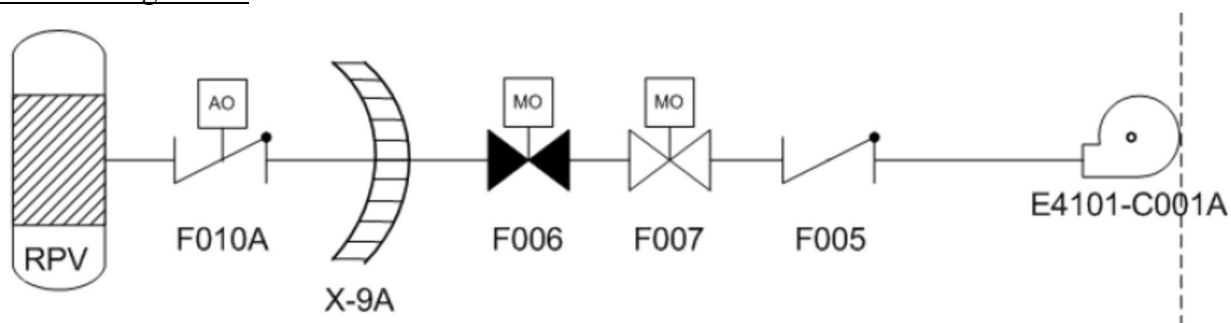 AO
MO
MO
RPV
F010A
F006
F007
F005
E4101-C001A
X-9A